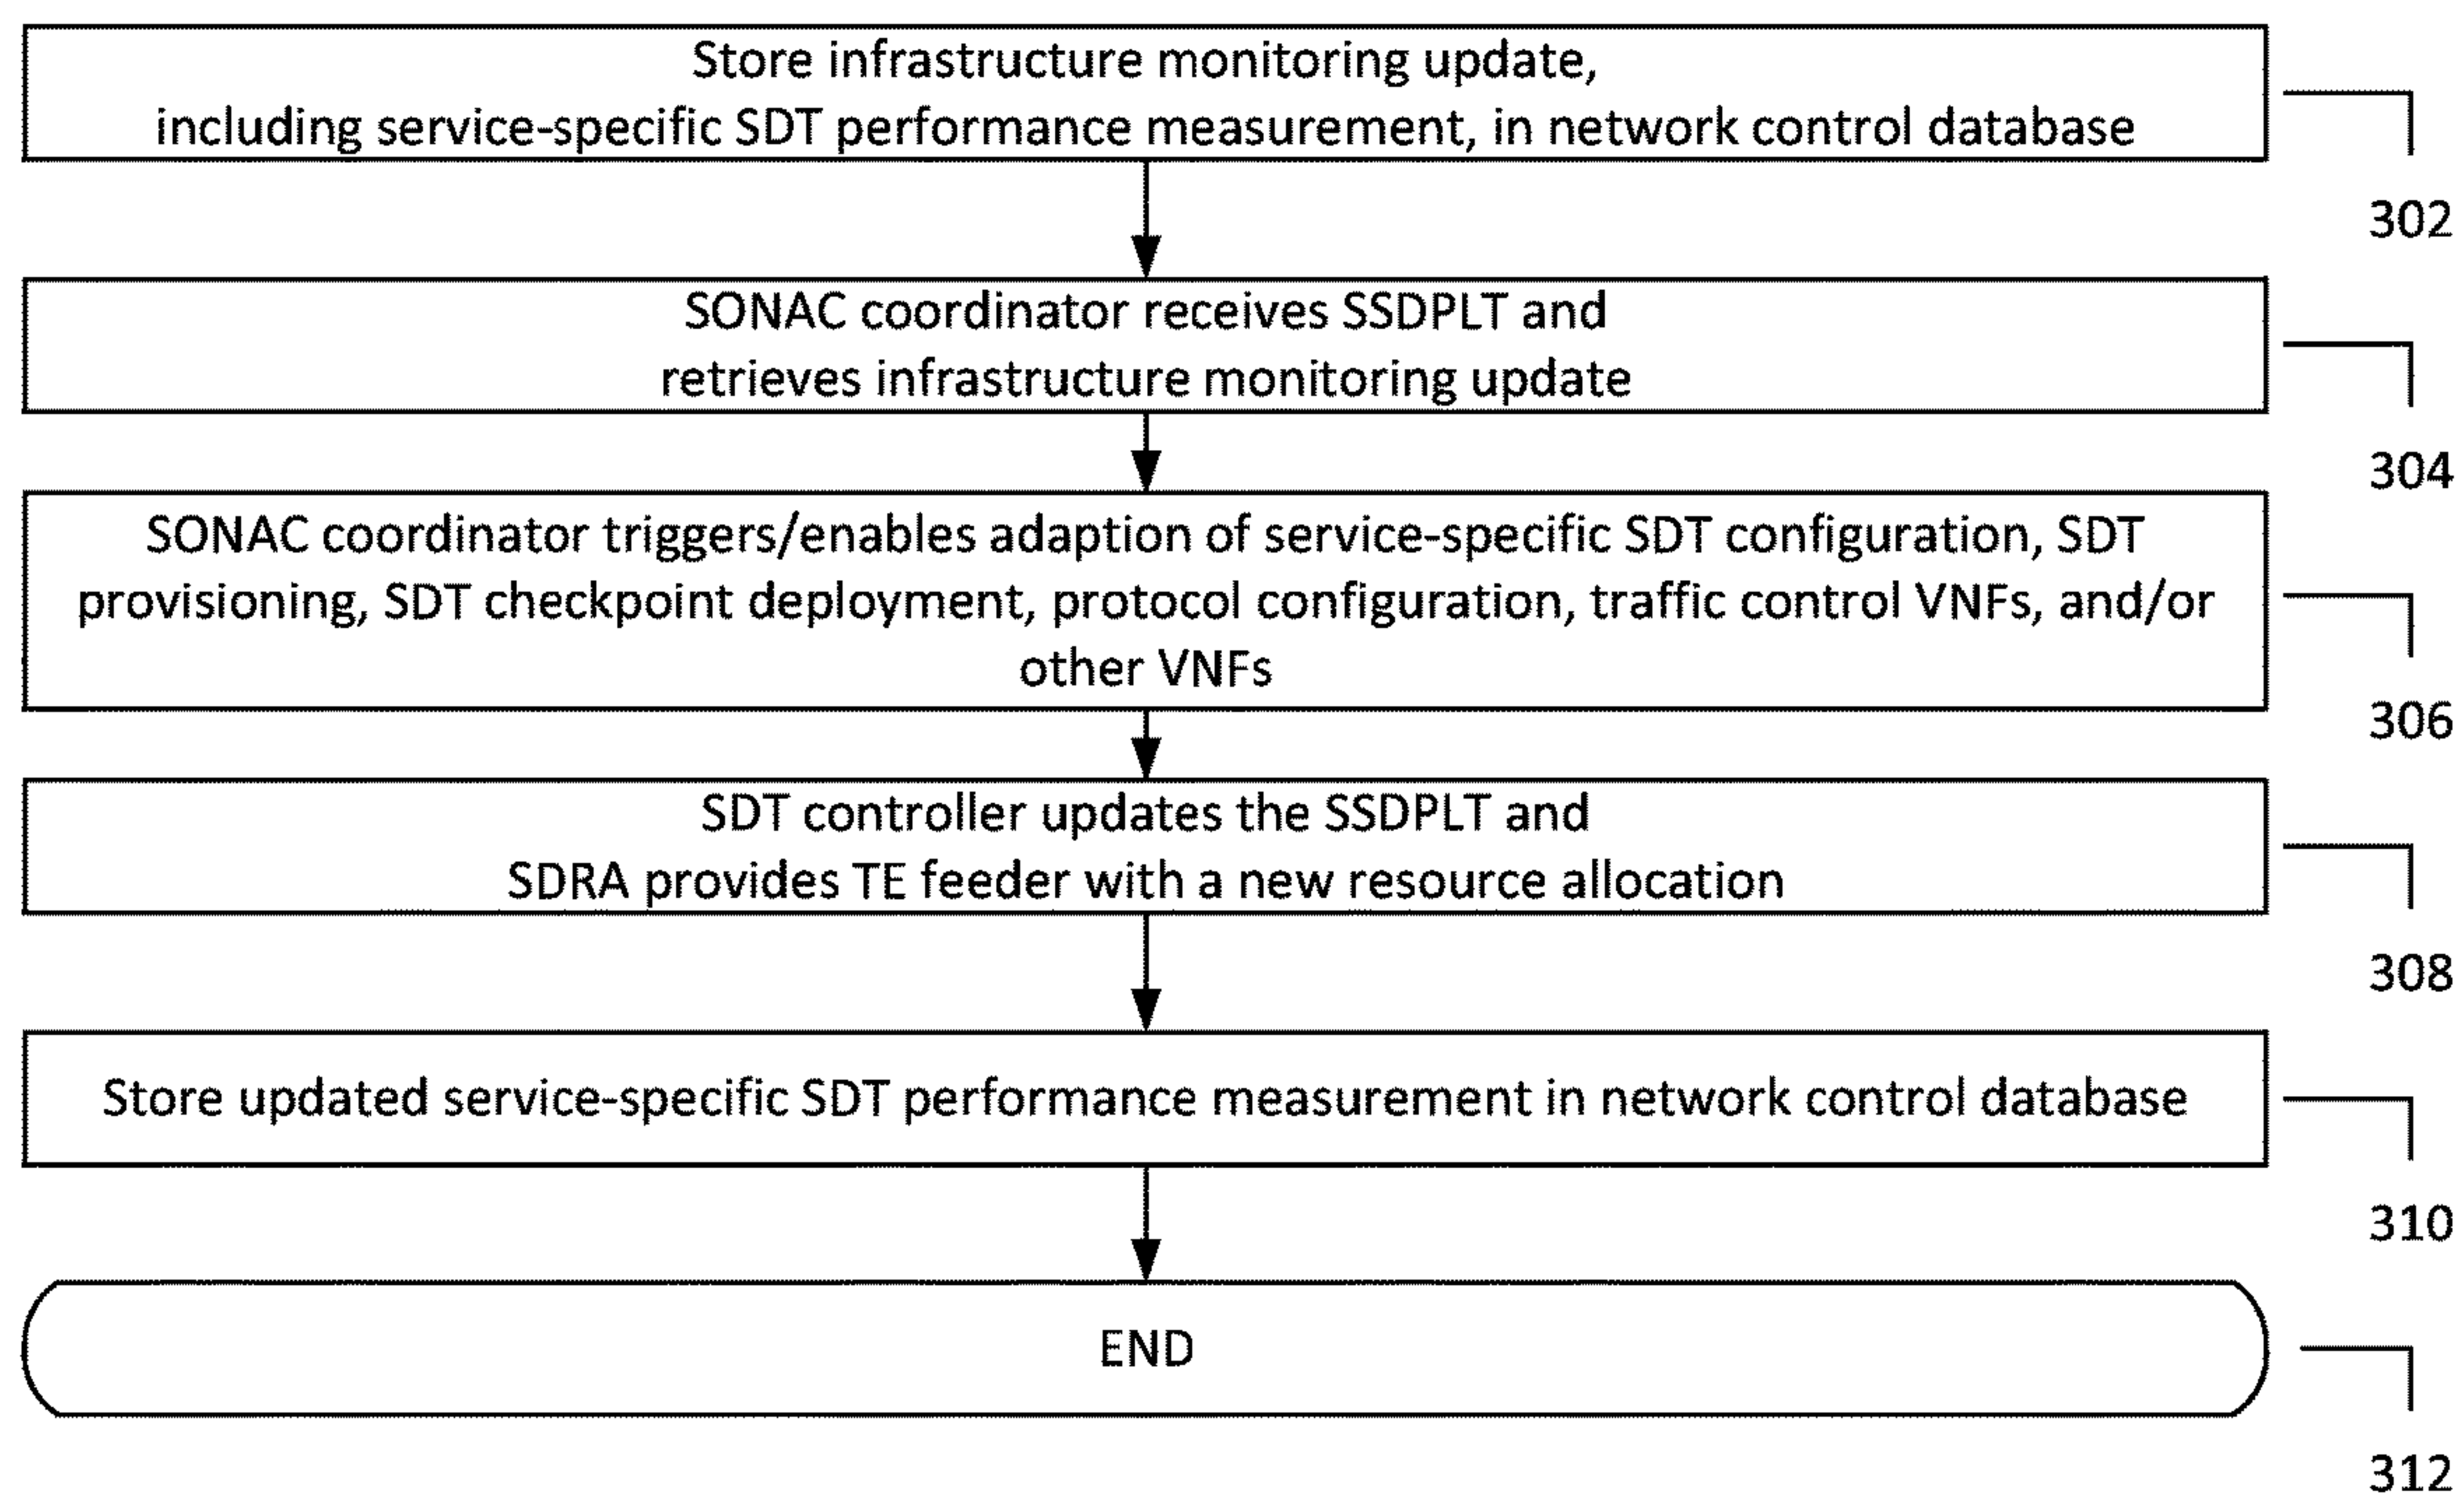 Store infrastructure monitoring update,
including service-specific SDT performance measurement, in network control database
302
SONAC coordinator receives SSDPLT and
retrieves infrastructure monitoring update
304
SONAC coordinator triggers/enables adaption of service-specific SDT configuration, SDT
provisioning, SDT checkpoint deployment, protocol configuration, traffic control VNFs, and/or
other VNFs
306
SDT controller updates the SSDPLT and
SDRA provides TE feeder with a new resource allocation
308
Store updated service-specific SDT performance measurement in network control database
310
END
312